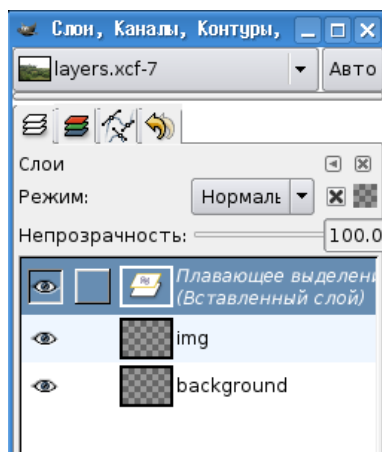 Слои, Каналы, Контуры,
layers.xcf-7
Авто
Слои
Режим:
Нормаль
Непрозрачность:
100.0
Плавающее выделени
(Вставленный слой)
img
background